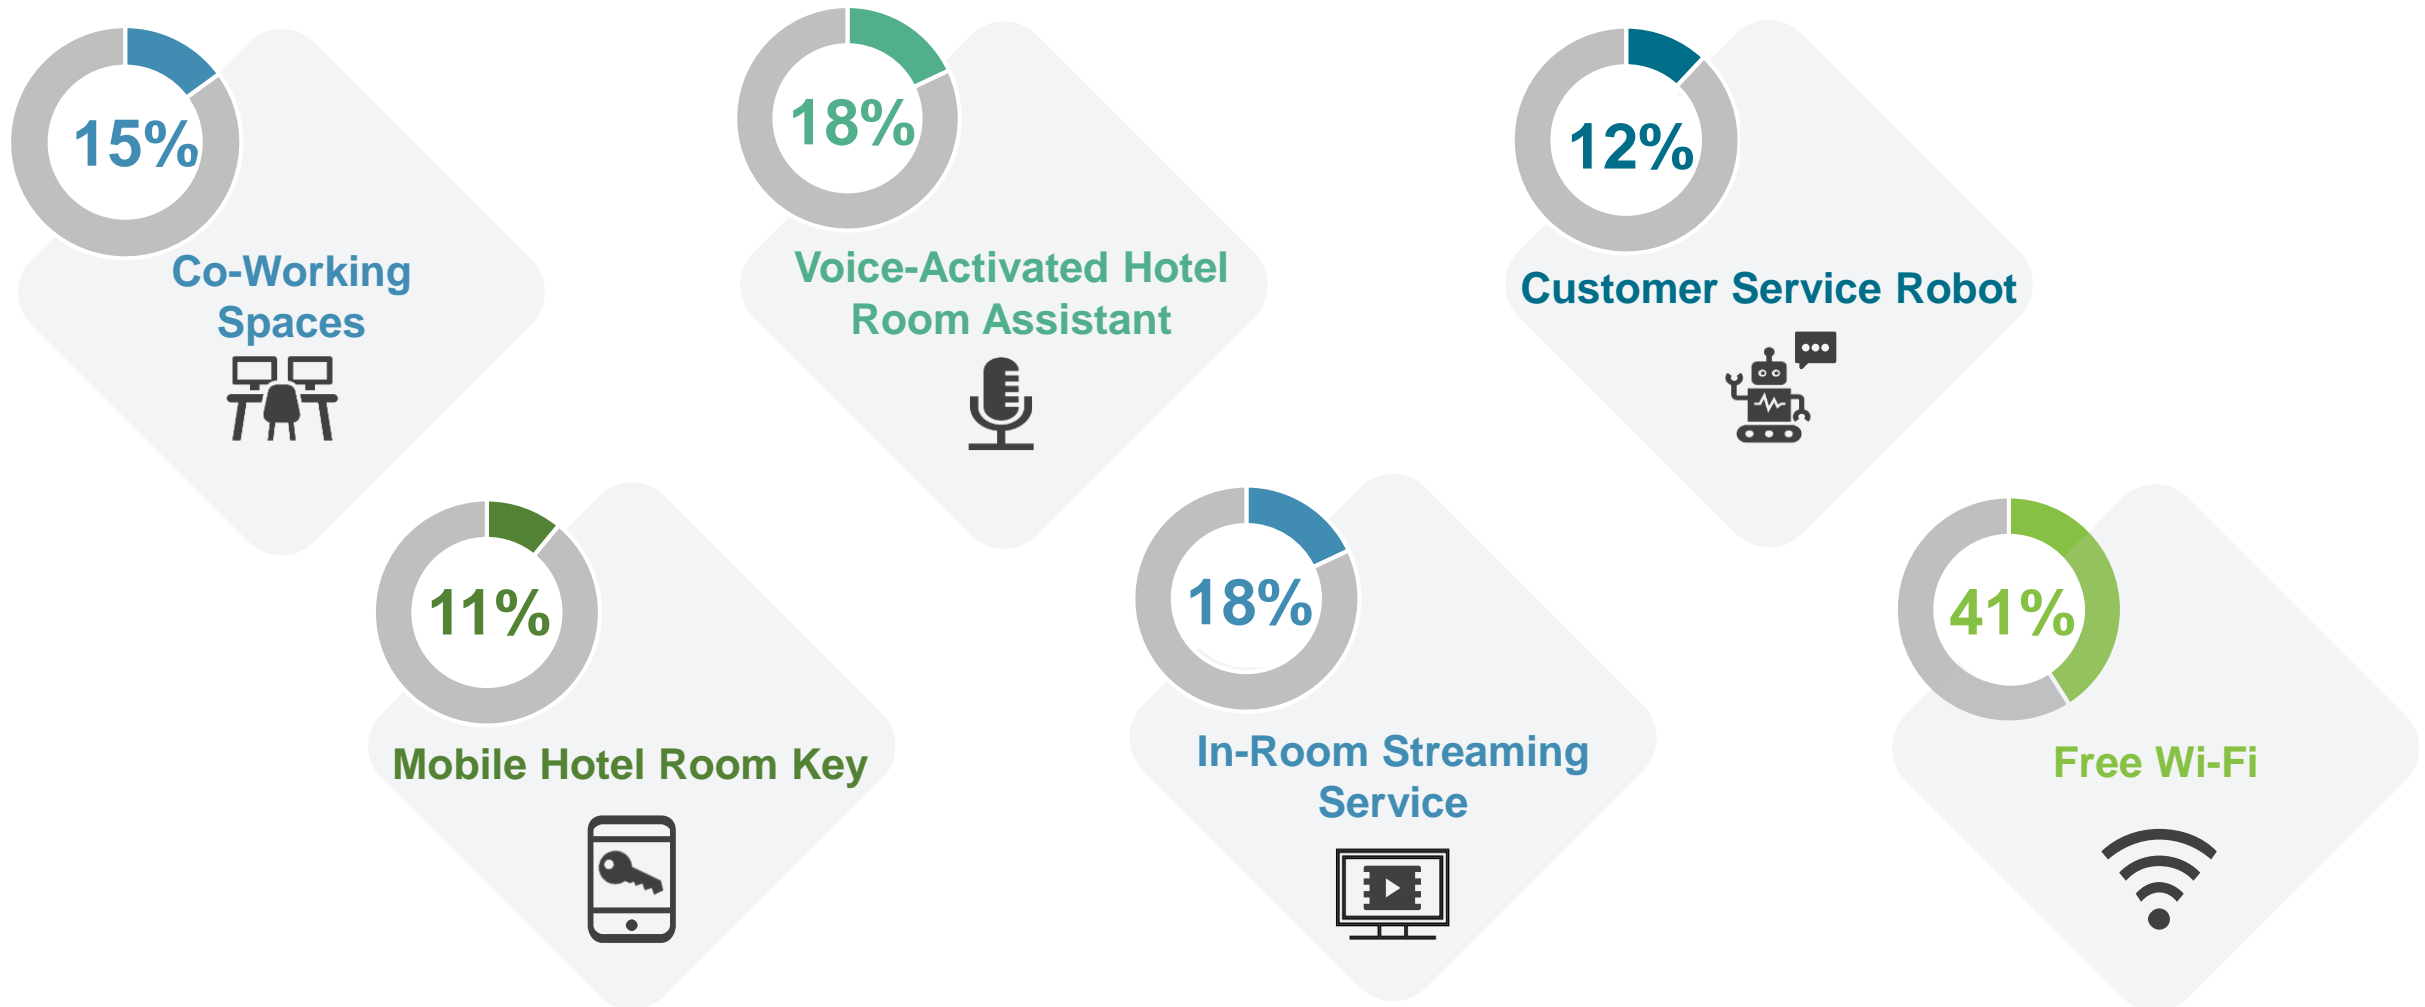 15%
Co-Working
Spaces
18%
Voice-Activated Hotel
Room Assistant
12%
Customer Service Robot
11%
Mobile Hotel Room Key
18%
In-Room Streaming
Service
41%
Free Wi-Fi